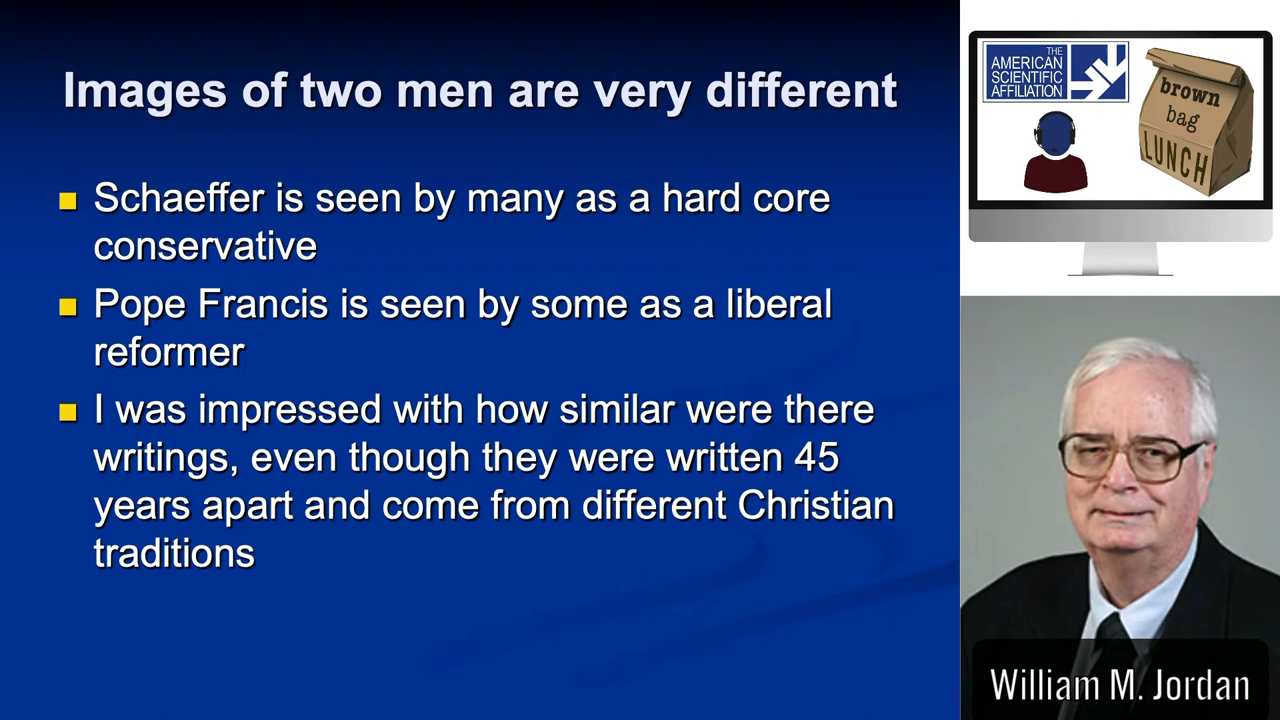 Images of two men are very different
Schaeffer is seen by many as a hard core
conservative
Pope Francis is seen by some as a liberal
reformer
I was impressed with how similar were there
writings, even though they were written 45
years apart and come from different Christian
traditions
THE
AMERICAN
SCIENTIFIC
AFFILIATION
brown
bag
LUNCH
William M. Jordan